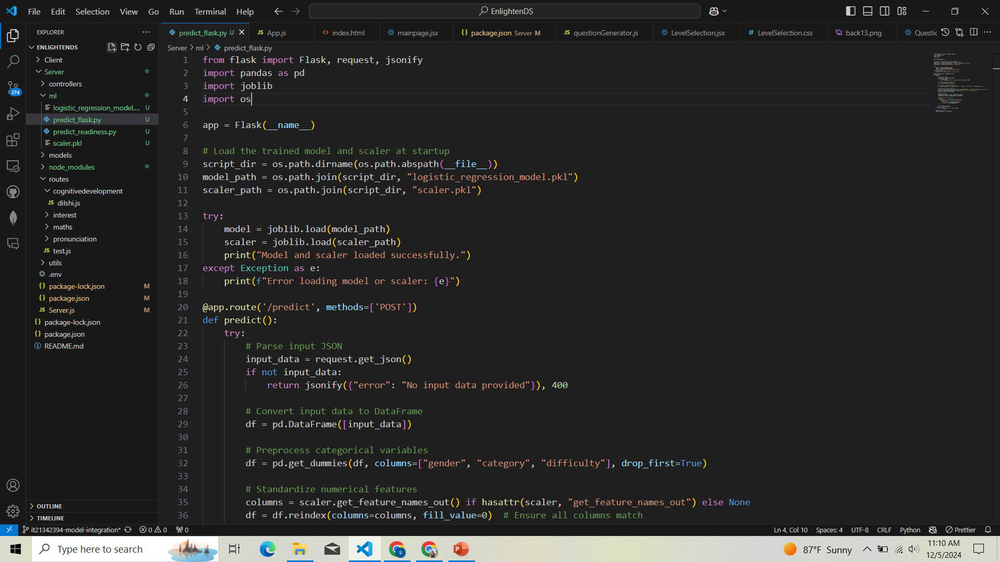 File Edit Selection View Go Run Terminal Help
EnlightenDS
EXPLORER
predict_flask.py U
JS App.js
<> index.html
mainpage.jsx
{} package.json Server M
JS questionGenerator.js
LevelSelection.jsx
# LevelSelection.css
back13.png
Questic
ENLIGHTENDS
Server > ml > predict_flask.py
Client
Server
controllers
ml
logistic_regression_model.... U
predict_flask.py U
predict_readiness.py U
scaler.pkl U
models
node_modules
routes
cognitivedevelopment
JS dilshi.js
interest
maths
pronunciation
JS test.js
utils
.env
{} package-lock.json M
{} package.json M
JS Server.js M
{} package-lock.json
{} package.json
README.md
274
OUTLINE
TIMELINE
1 from flask import Flask, request, jsonify
2 import pandas as pd
3 import joblib
4 import os
5
6 app = Flask(__name__)
7
8 # Load the trained model and scaler at startup
9 script_dir = os.path.dirname(os.path.abspath(__file__))
10 model_path = os.path.join(script_dir, "logistic_regression_model.pkl")
11 scaler_path = os.path.join(script_dir, "scaler.pkl")
12
13 try:
14 model = joblib.load(model_path)
15 scaler = joblib.load(scaler_path)
16 print("Model and scaler loaded successfully.")
17 except Exception as e:
18 print(f"Error loading model or scaler: {e}")
19
20 @app.route('/predict', methods=['POST'])
21 def predict():
22 try:
23 # Parse input JSON
24 input_data = request.get_json()
25 if not input_data:
26 return jsonify({"error": "No input data provided"}), 400
27
28 # Convert input data to DataFrame
29 df = pd.DataFrame([input_data])
30
31 # Preprocess categorical variables
32 df = pd.get_dummies(df, columns=["gender", "category", "difficulty"], drop_first=True)
33
34 # Standardize numerical features
35 columns = scaler.get_feature_names_out() if hasattr(scaler, "get_feature_names_out") else None
36 df = df.reindex(columns=columns, fill_value=0) # Ensure all columns match
it21342394-model-integration* 0 0 0
Ln 4, Col 10 Spaces: 4 UTF-8 CRLF Python Prettier
Type here to search
87°F Sunny
11:10 AM
12/5/2024